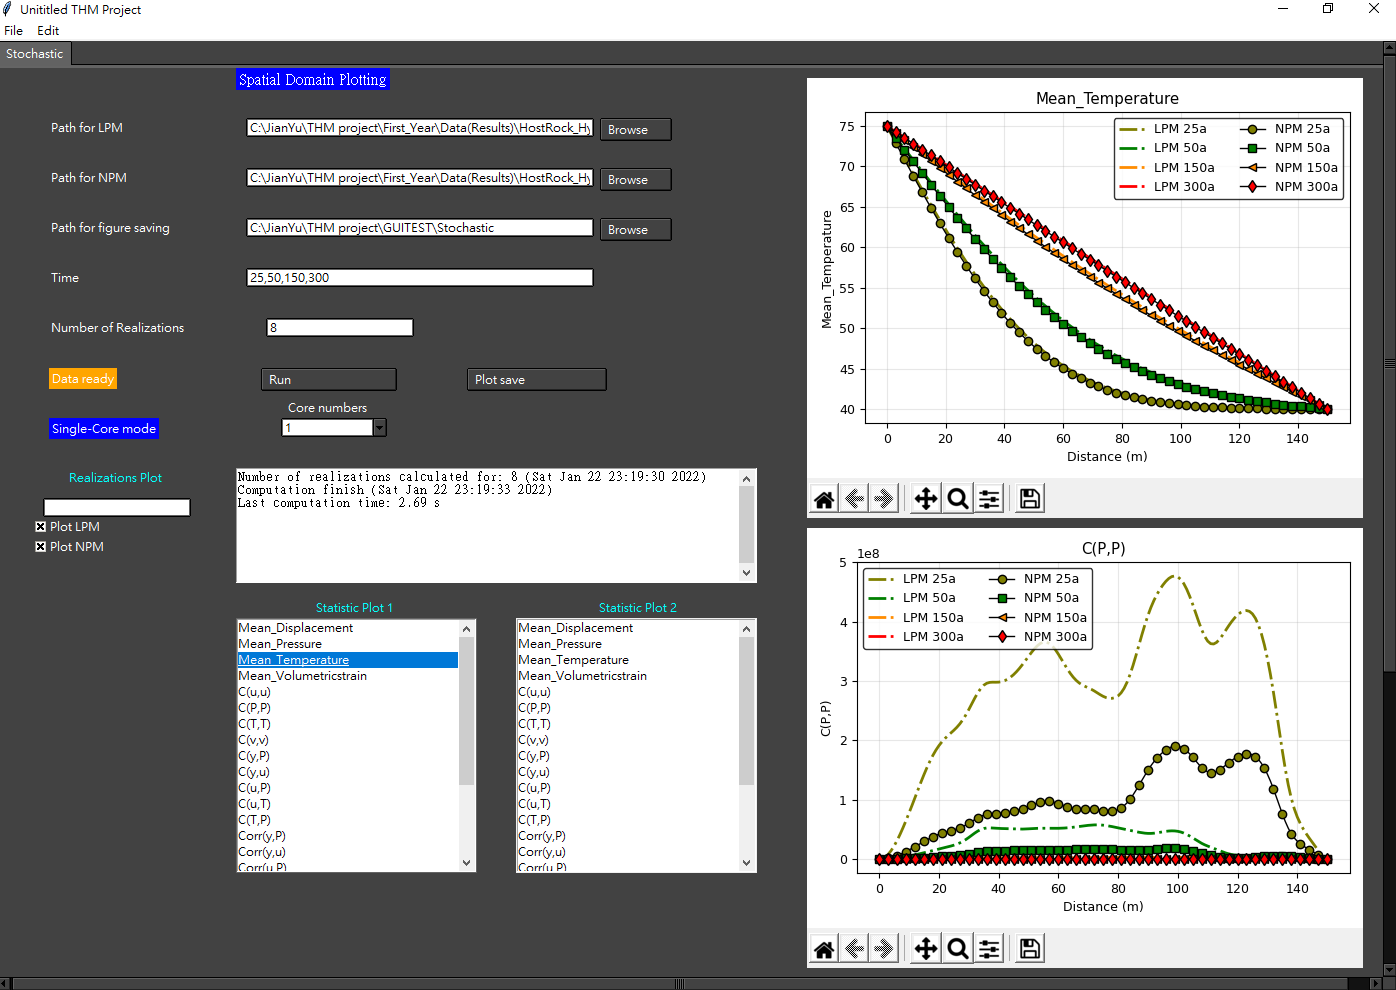 Unititled THM Project
File Edit
Stochastic
Spatial Domain Plotting
Path for LPM
C:\JianYu\THM project\First_Year\Data(Results)\HostRock_Hy
Browse
Path for NPM
C:\JianYu\THM project\First_Year\Data(Results)\HostRock_Hy
Browse
Path for figure saving
C:\JianYu\THM project\GUITEST\Stochastic
Browse
Time
25,50,150,300
Number of Realizations
8
Data ready
Run
Plot save
Core numbers
Single-Core mode
1
Realizations Plot
Plot LPM
Plot NPM
Number of realizations calculated for: 8 (Sat Jan 22 23:19:30 2022)
Computation finish (Sat Jan 22 23:19:33 2022)
Last computation time: 2.69 s
Statistic Plot 1
Mean_Displacement
Mean_Pressure
Mean_Temperature
Mean_Volumetricstrain
C(u,u)
C(P,P)
C(T,T)
C(v,v)
C(y,P)
C(y,u)
C(u,P)
C(u,T)
C(T,P)
Corr(y,P)
Corr(y,u)
Corr(u,P)
Statistic Plot 2
Mean_Displacement
Mean_Pressure
Mean_Temperature
Mean_Volumetricstrain
C(u,u)
C(P,P)
C(T,T)
C(v,v)
C(y,P)
C(y,u)
C(u,P)
C(u,T)
C(T,P)
Corr(y,P)
Corr(y,u)
Corr(u,P)
Mean_Temperature
75
70
65
60
55
50
45
40
Mean_Temperature
LPM 25a NPM 25a
LPM 50a NPM 50a
LPM 150a NPM 150a
LPM 300a NPM 300a
0 20 40 60 80 100 120 140
Distance (m)
C(P,P)
1e8
5
4
3
2
1
0
C(P,P)
LPM 25a NPM 25a
LPM 50a NPM 50a
LPM 150a NPM 150a
LPM 300a NPM 300a
0 20 40 60 80 100 120 140
Distance (m)